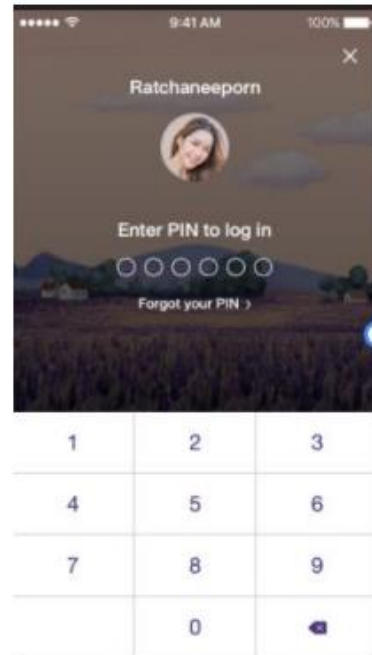 9:41 AM 100%
Ratchaneeporn
Enter PIN to log in
Forgot your PIN >
1 2 3
4 5 6
7 8 9
0